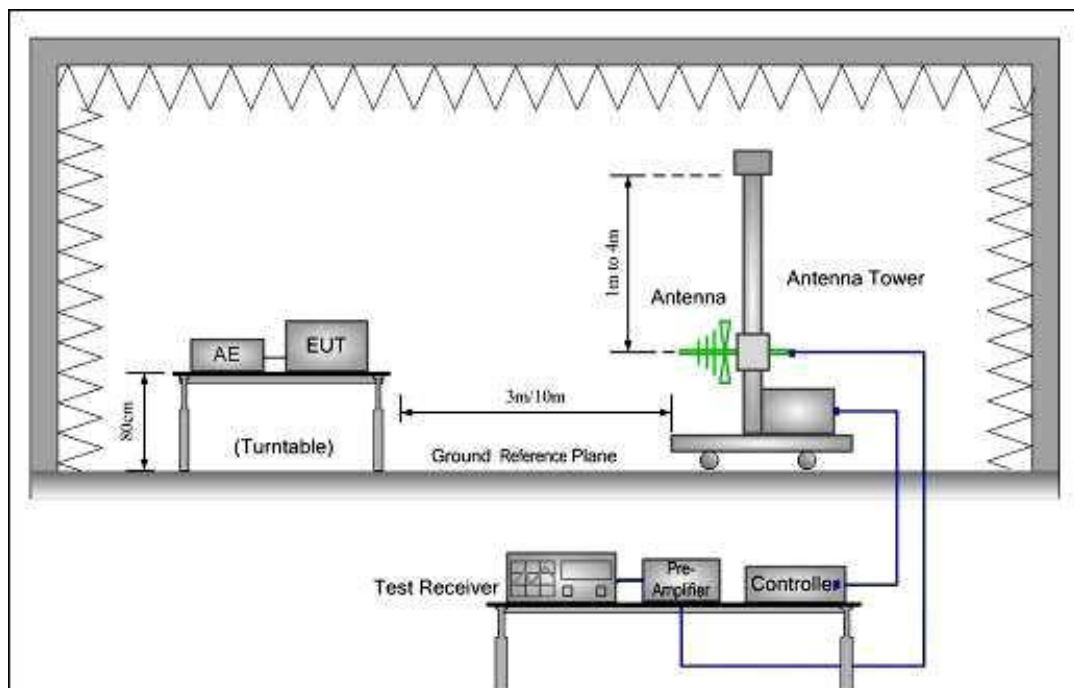 1m to 4m
Antenna Tower
Antenna
AE
EUT
80cm
3m/10m
(Turntable)
Ground Reference Plane
Test Receiver
Pre-
Amplifier
Controlle